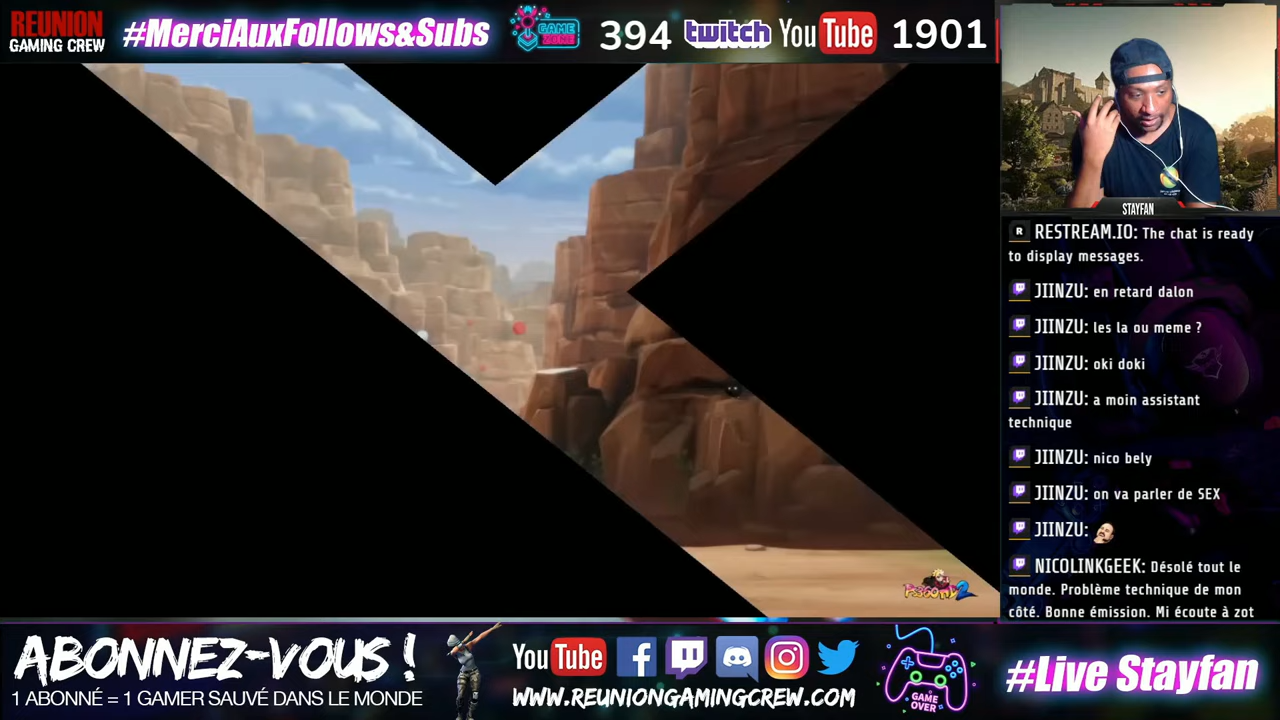 REUNION
GAMING CREW
#MerciAuxFollows&Subs
GAME
ZONE
394
twitch
YouTube
1901
STAYFAN
RESTREAM.IO: The chat is ready
to display messages.
JIINZU: en retard dalon
JIINZU: les la ou meme ?
JIINZU: oki doki
JIINZU: a moin assistant
technique
JIINZU: nico bely
JIINZU: on va parler de SEX
JIINZU:
NICOLINKGEEK: Désolé tout le
monde. Problème technique de mon
côté. Bonne émission. Mi écoute à zot
ABONNEZ-VOUS !
1 ABONNÉ = 1 GAMER SAUVÉ DANS LE MONDE
YouTube
WWW.REUNIONGAMINGCREW.COM
GAME
OVER
#Live Stayfan